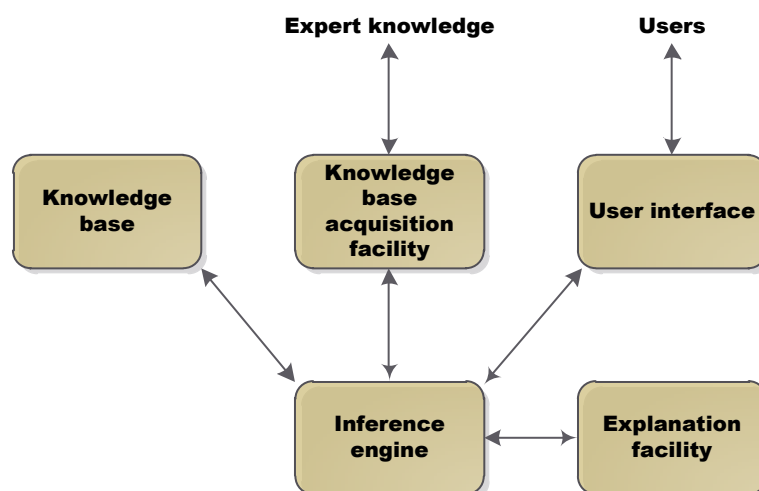 Expert knowledge
Users
Knowledge
base
Knowledge
base
acquisition
facility
User interface
Inference
engine
Explanation
facility